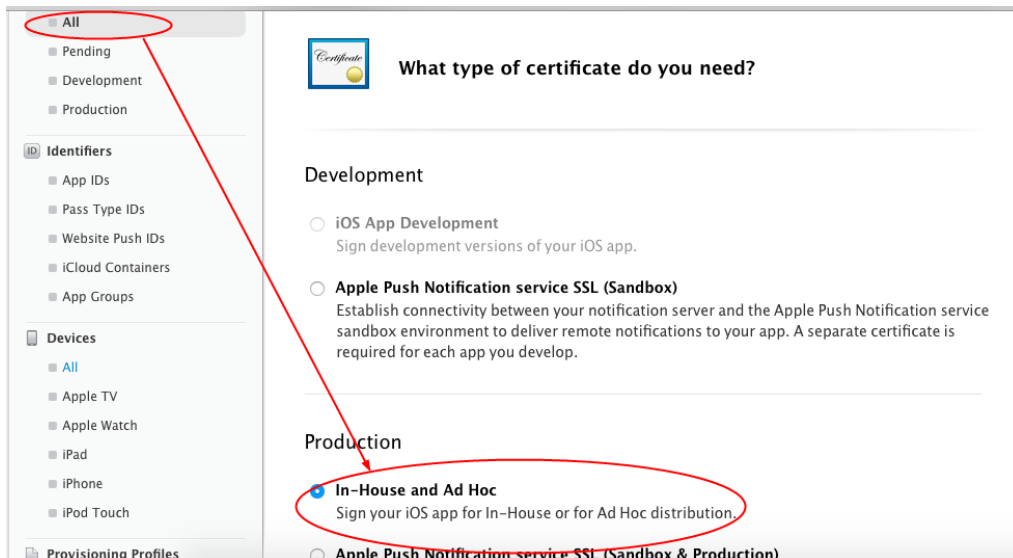 All
Pending
Development
Production
ID Identifiers
App IDs
Pass Type IDs
Website Push IDs
iCloud Containers
App Groups
Devices
All
Apple TV
Apple Watch
iPad
iPhone
iPod Touch
Provisioning Profiles
Certificate
What type of certificate do you need?
Development
iOS App Development
Sign development versions of your iOS app.
Apple Push Notification service SSL (Sandbox)
Establish connectivity between your notification server and the Apple Push Notification service
sandbox environment to deliver remote notifications to your app. A separate certificate is
required for each app you develop.
Production
In-House and Ad Hoc
Sign your iOS app for In-House or for Ad Hoc distribution.
Apple Push Notification service SSL (Sandbox & Production)